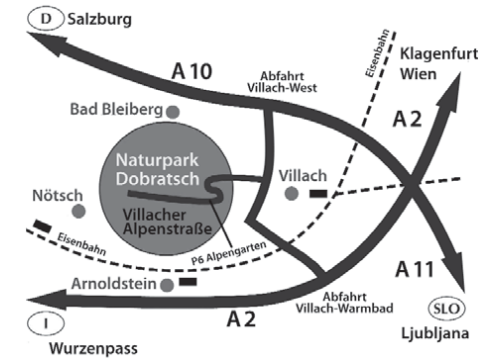 D Salzburg
A 10
Abfahrt
Villach-West
Eisenbahn
Klagenfurt
Wien
A 2
Bad Bleiberg
Naturpark
Dobratsch
Villach
Nötsch
Villacher
Alpenstraße
Eisenbahn
P6 Alpengarten
A 11
Arnoldstein
A 2
Abfahrt
Villach-Warmbad
SLO
Ljubljana
I
Wurzenpass